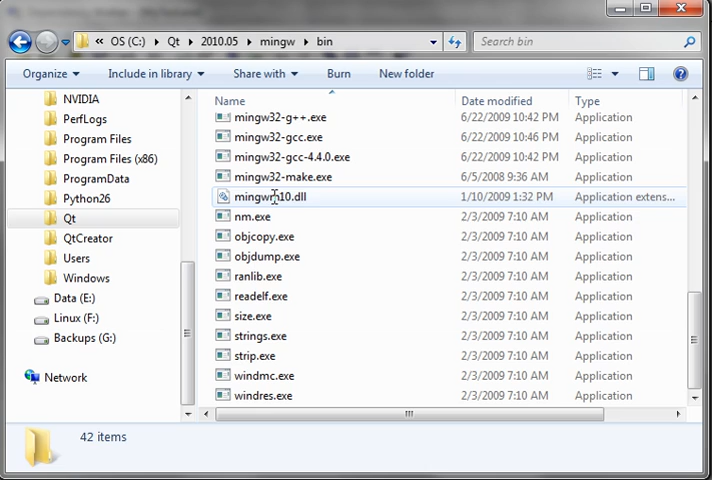 « OS (C:) Qt 2010.05 mingw bin Search bin
Organize Include in library Share with Burn New folder
NVIDIA
PerfLogs
Program Files
Program Files (x86)
ProgramData
Python26
Qt
QtCreator
Users
Windows
Data (E:)
Linux (F:)
Backups (G:)
Network
Name Date modified Type
mingw32-g++.exe 6/22/2009 10:42 PM Application
mingw32-gcc.exe 6/22/2009 10:46 PM Application
mingw32-gcc-4.4.0.exe 6/22/2009 10:42 PM Application
mingw32-make.exe 6/5/2008 9:36 AM Application
mingwm10.dll 1/10/2009 1:32 PM Application extens...
nm.exe 2/3/2009 7:10 AM Application
objcopy.exe 2/3/2009 7:10 AM Application
objdump.exe 2/3/2009 7:10 AM Application
ranlib.exe 2/3/2009 7:10 AM Application
readelf.exe 2/3/2009 7:10 AM Application
size.exe 2/3/2009 7:10 AM Application
strings.exe 2/3/2009 7:10 AM Application
strip.exe 2/3/2009 7:10 AM Application
windmc.exe 2/3/2009 7:10 AM Application
windres.exe 2/3/2009 7:10 AM Application
42 items